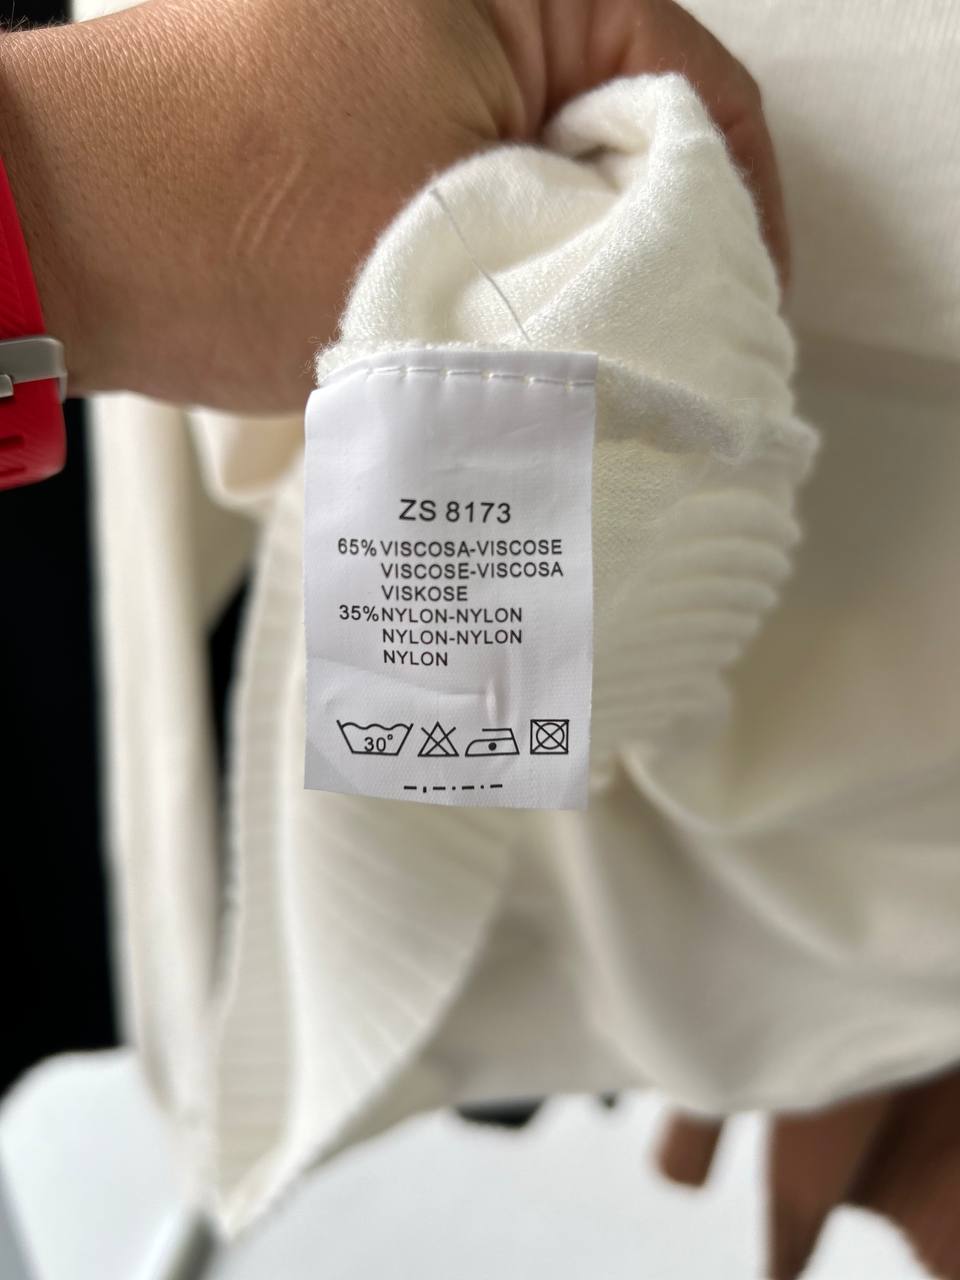 ZS 8173
65% VISCOSA-VISCOSE
VISCOSE-VISCOSA
VISKOSE
35% NYLON-NYLON
NYLON-NYLON
NYLON
30°